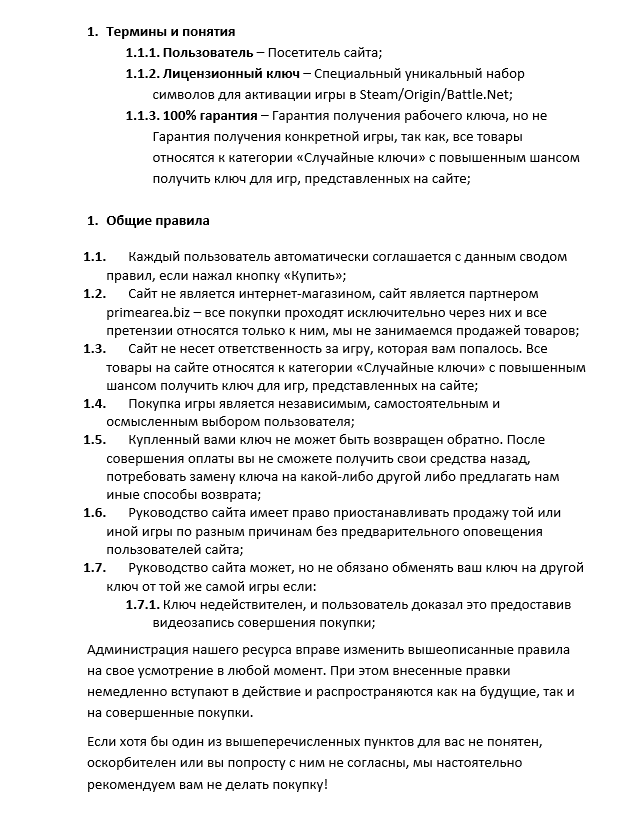 1. Термины и понятия
1.1.1. Пользователь – Посетитель сайта;
1.1.2. Лицензионный ключ – Специальный уникальный набор
символов для активации игры в Steam/Origin/Battle.Net;
1.1.3. 100% гарантия – Гарантия получения рабочего ключа, но не
Гарантия получения конкретной игры, так как, все товары
относятся к категории «Случайные ключи» с повышенным шансом
получить ключ для игр, представленных на сайте;
1. Общие правила
1.1. Каждый пользователь автоматически соглашается с данным сводом
правил, если нажал кнопку «Купить»;
1.2. Сайт не является интернет-магазином, сайт является партнером
primearea.biz – все покупки проходят исключительно через них и все
претензии относятся только к ним, мы не занимаемся продажей товаров;
1.3. Сайт не несет ответственность за игру, которая вам попалось. Все
товары на сайте относятся к категории «Случайные ключи» с повышенным
шансом получить ключ для игр, представленных на сайте;
1.4. Покупка игры является независимым, самостоятельным и
осмысленным выбором пользователя;
1.5. Купленный вами ключ не может быть возвращен обратно. После
совершения оплаты вы не сможете получить свои средства назад,
потребовать замену ключа на какой-либо другой либо предлагать нам
иные способы возврата;
1.6. Руководство сайта имеет право приостанавливать продажу той или
иной игры по разным причинам без предварительного оповещения
пользователей сайта;
1.7. Руководство сайта может, но не обязано обменять ваш ключ на другой
ключ от той же самой игры если:
1.7.1. Ключ недействителен, и пользователь доказал это предоставив
видеозапись совершения покупки;
Администрация нашего ресурса вправе изменить вышеописанные правила
на свое усмотрение в любой момент. При этом внесенные правки
немедленно вступают в действие и распространяются как на будущие, так и
на совершенные покупки.
Если хотя бы один из вышеперечисленных пунктов для вас не понятен,
оскорбителен или вы попросту с ним не согласны, мы настоятельно
рекомендуем вам не делать покупку!